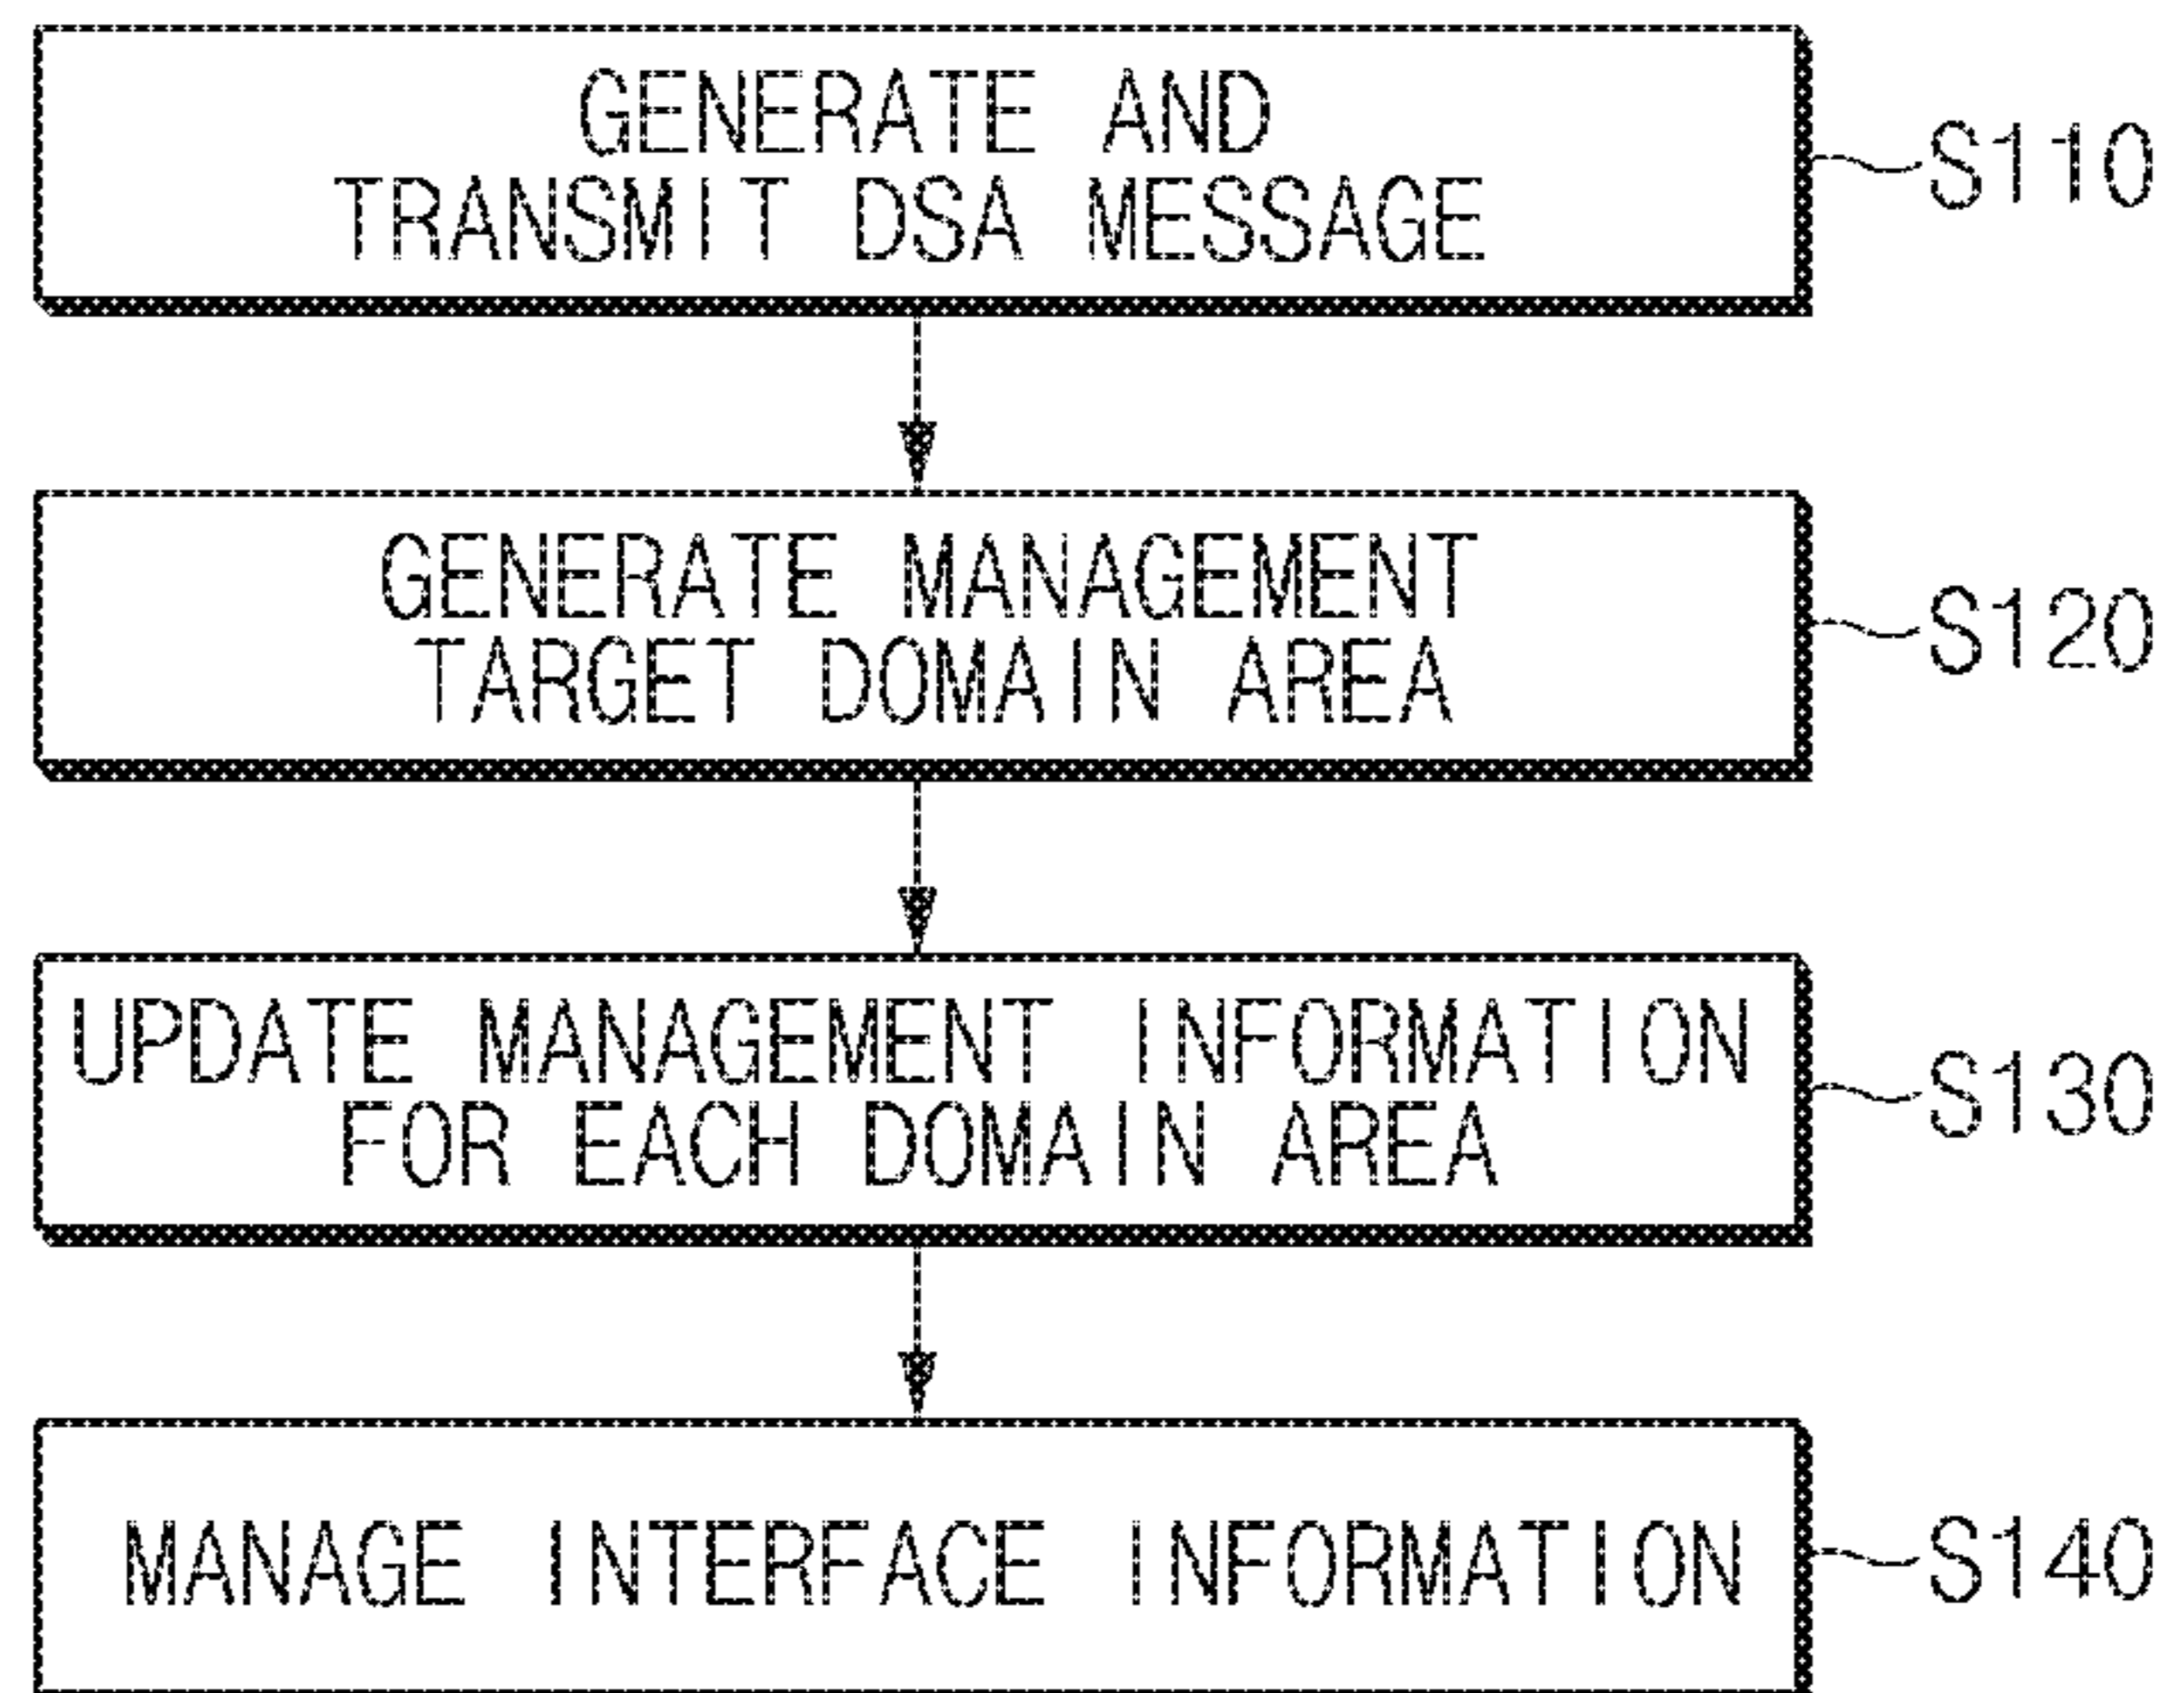 GENERATE AND
TRANSMIT DSA MESSAGE
S110
GENERATE MANAGEMENT
TARGET DOMAIN AREA
S120
UPDATE MANAGEMENT INFORMATION
FOR EACH DOMAIN AREA
S130
MANAGE INTERFACE INFORMATION
S140